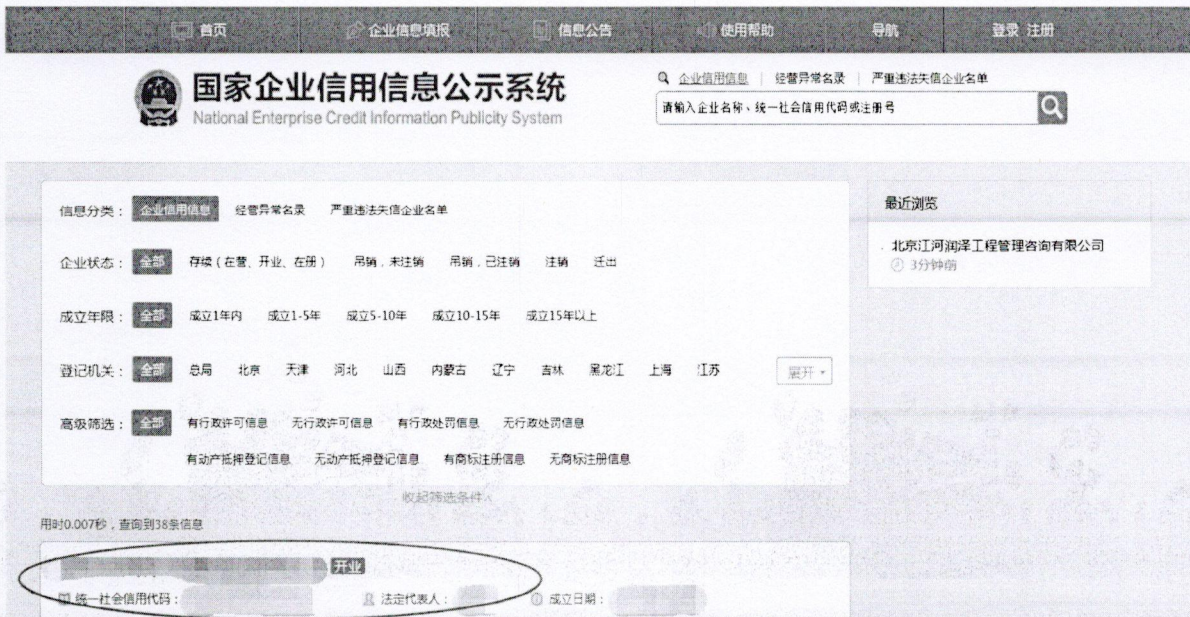 首页 企业信息填报 信息公告 使用帮助 导航 登录 注册
国家企业信用信息公示系统
National Enterprise Credit Information Publicity System
企业信用信息 | 经营异常名录 | 严重违法失信企业名单
请输入企业名称、统一社会信用代码或注册号
信息分类： 企业信用信息 经营异常名录 严重违法失信企业名单
企业状态： 全部 存续（在营、开业、在册） 吊销，未注销 吊销，已注销 注销 迁出
成立年限： 全部 成立1年内 成立1-5年 成立5-10年 成立10-15年 成立15年以上
登记机关： 全部 总局 北京 天津 河北 山西 内蒙古 辽宁 吉林 黑龙江 上海 江苏 展开
高级筛选： 全部 有行政许可信息 无行政许可信息 有行政处罚信息 无行政处罚信息
有动产抵押登记信息 无动产抵押登记信息 有商标注册信息 无商标注册信息
收起筛选条件
最近浏览
北京江河润泽工程管理咨询有限公司
3分钟前
用时0.007秒，查询到38条信息
开业
统一社会信用代码： 法定代表人： 成立日期：